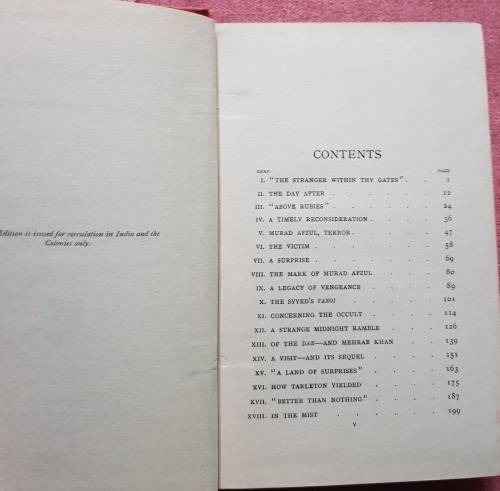 Edition is issued for circulation in India and the
Colonies only.
CONTENTS
CHAP. PAGE
I. "THE STRANGER WITHIN THY GATES" . . 1
II. THE DAY AFTER . . . . . 12
III. "ABOVE RUBIES" . . . . . 24
IV. A TIMELY RECONSIDERATION . . . . 36
V. MURAD AFZUL, TERROR . . . . 47
VI. THE VICTIM . . . . . . 58
VII. A SURPRISE . . . . . . 69
VIII. THE MARK OF MURAD AFZUL . . . 80
IX. A LEGACY OF VENGEANCE . . . 89
X. THE SYYED'S TANGI . . . . 101
XI. CONCERNING THE OCCULT . . . 114
XII. A STRANGE MIDNIGHT RAMBLE . . . 126
XIII. OF THE DAK—AND MEHRAB KHAN . . 139
XIV. A VISIT—AND ITS SEQUEL . . . 151
XV. "A LAND OF SURPRISES" . . . . 163
XVI. HOW TARLETON YIELDED . . . . 175
XVII. "BETTER THAN NOTHING" . . . . 187
XVIII. IN THE MIST . . . . . 199
v